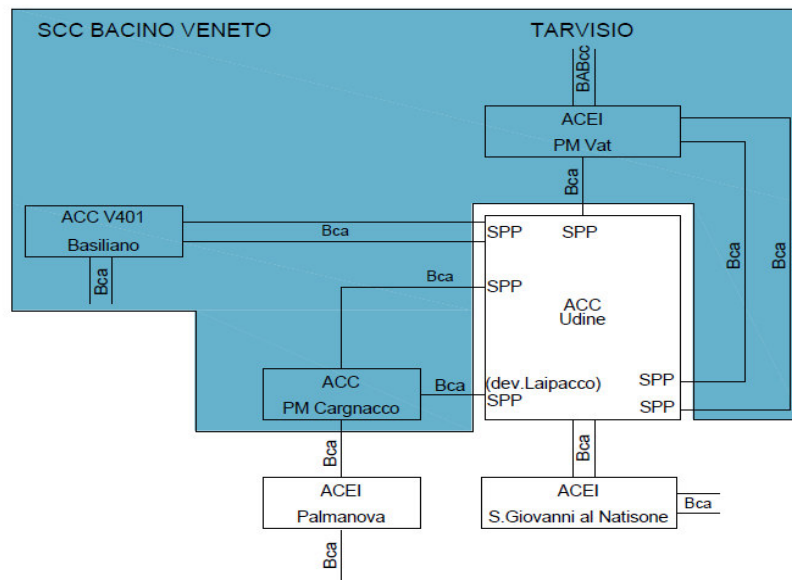 SCC BACINO VENETO
TARVISIO
BABcc
ACEI
PM Vat
Bca
ACC V401
Basiliano
Bca
Bca
SPP
SPP
Bca
Bca
Bca
SPP
ACC
Udine
ACC
PM Cargnacco
Bca
(dev.Laipacco)
SPP
SPP
SPP
Bca
Bca
ACEI
Palmanova
ACEI
S.Giovanni al Natisone
Bca
Bca